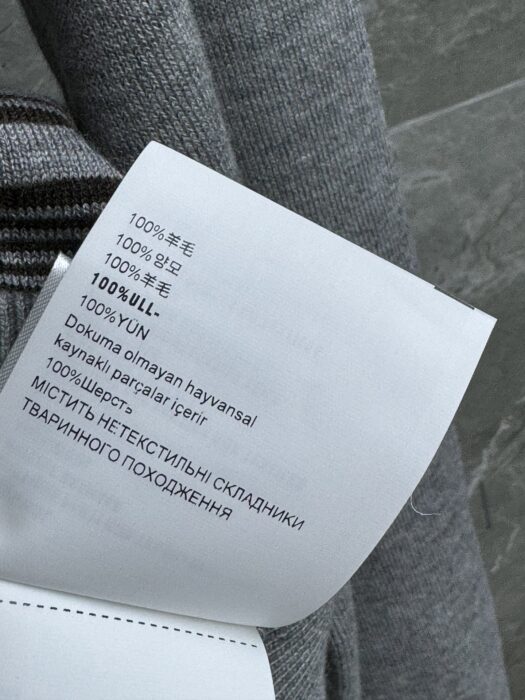 100%羊毛
100%양모
100%羊毛
100%ULL-
100%YÜN
Dokuma olmayan hayvansal
kaynaklı parçalar içerir
100%Шерсть
МІСТИТЬ НЕТЕКСТИЛЬНІ СКЛАДНИКИ
ТВАРИННОГО ПОХОДЖЕННЯ